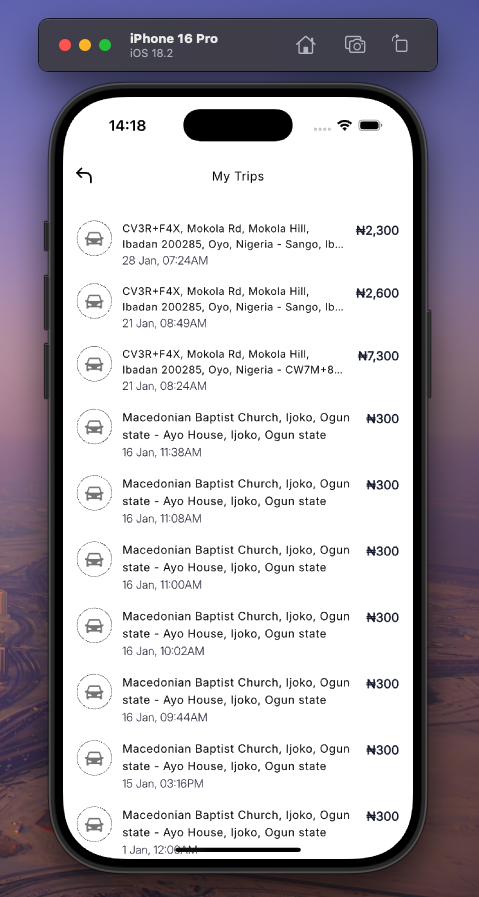 iPhone 16 Pro
iOS 18.2
14:18
My Trips
CV3R+F4X, Mokola Rd, Mokola Hill, ₦2,300
Ibadan 200285, Oyo, Nigeria - Sango, Ib...
28 Jan, 07:24AM
CV3R+F4X, Mokola Rd, Mokola Hill, ₦2,600
Ibadan 200285, Oyo, Nigeria - Sango, Ib...
21 Jan, 08:49AM
CV3R+F4X, Mokola Rd, Mokola Hill, ₦7,300
Ibadan 200285, Oyo, Nigeria - CW7M+8...
21 Jan, 08:24AM
Macedonian Baptist Church, Ijoko, Ogun ₦300
state - Ayo House, Ijoko, Ogun state
16 Jan, 11:38AM
Macedonian Baptist Church, Ijoko, Ogun ₦300
state - Ayo House, Ijoko, Ogun state
16 Jan, 11:08AM
Macedonian Baptist Church, Ijoko, Ogun ₦300
state - Ayo House, Ijoko, Ogun state
16 Jan, 11:00AM
Macedonian Baptist Church, Ijoko, Ogun ₦300
state - Ayo House, Ijoko, Ogun state
16 Jan, 10:02AM
Macedonian Baptist Church, Ijoko, Ogun ₦300
state - Ayo House, Ijoko, Ogun state
16 Jan, 09:44AM
Macedonian Baptist Church, Ijoko, Ogun ₦300
state - Ayo House, Ijoko, Ogun state
15 Jan, 03:16PM
Macedonian Baptist Church, Ijoko, Ogun ₦300
state - Ayo House, Ijoko, Ogun state
1 Jan,